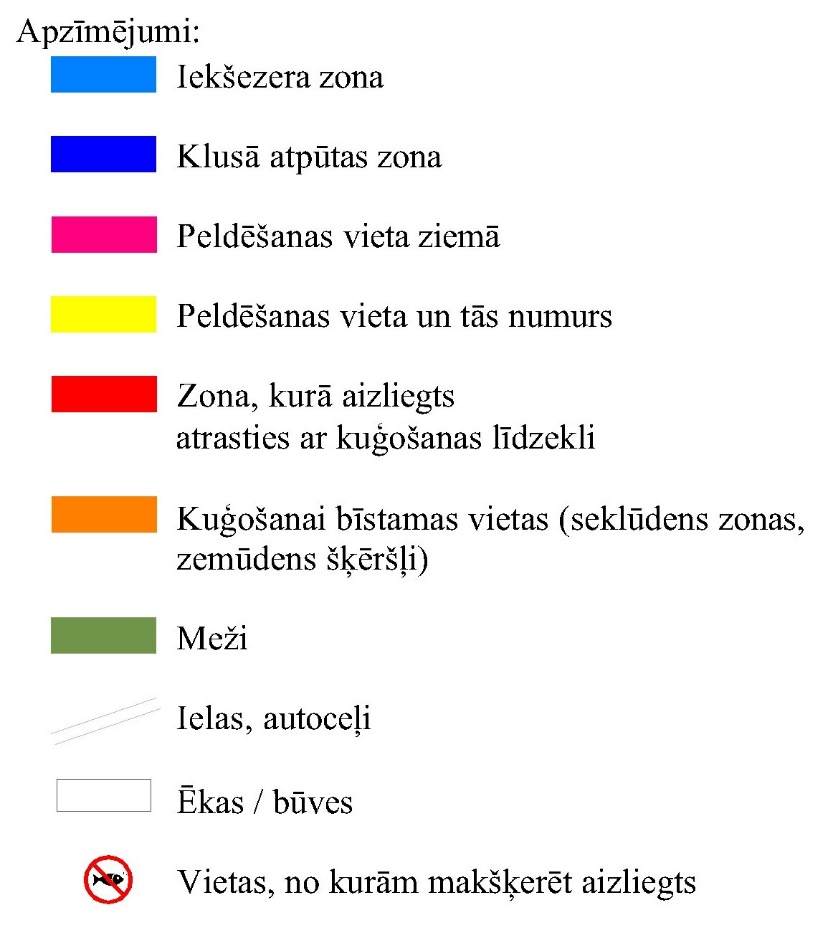 Apzīmējumi:
Iekšezera zona
Klusā atpūtas zona
Peldēšanas vieta ziemā
Peldēšanas vieta un tās numurs
Zona, kurā aizliegts
atrasties ar kuģošanas līdzekli
Kuģošanai bīstamas vietas (seklūdens zonas,
zemūdens šķēršļi)
Meži
Ielas, autoceļi
Ēkas / būves
Vietas, no kurām makšķerēt aizliegts